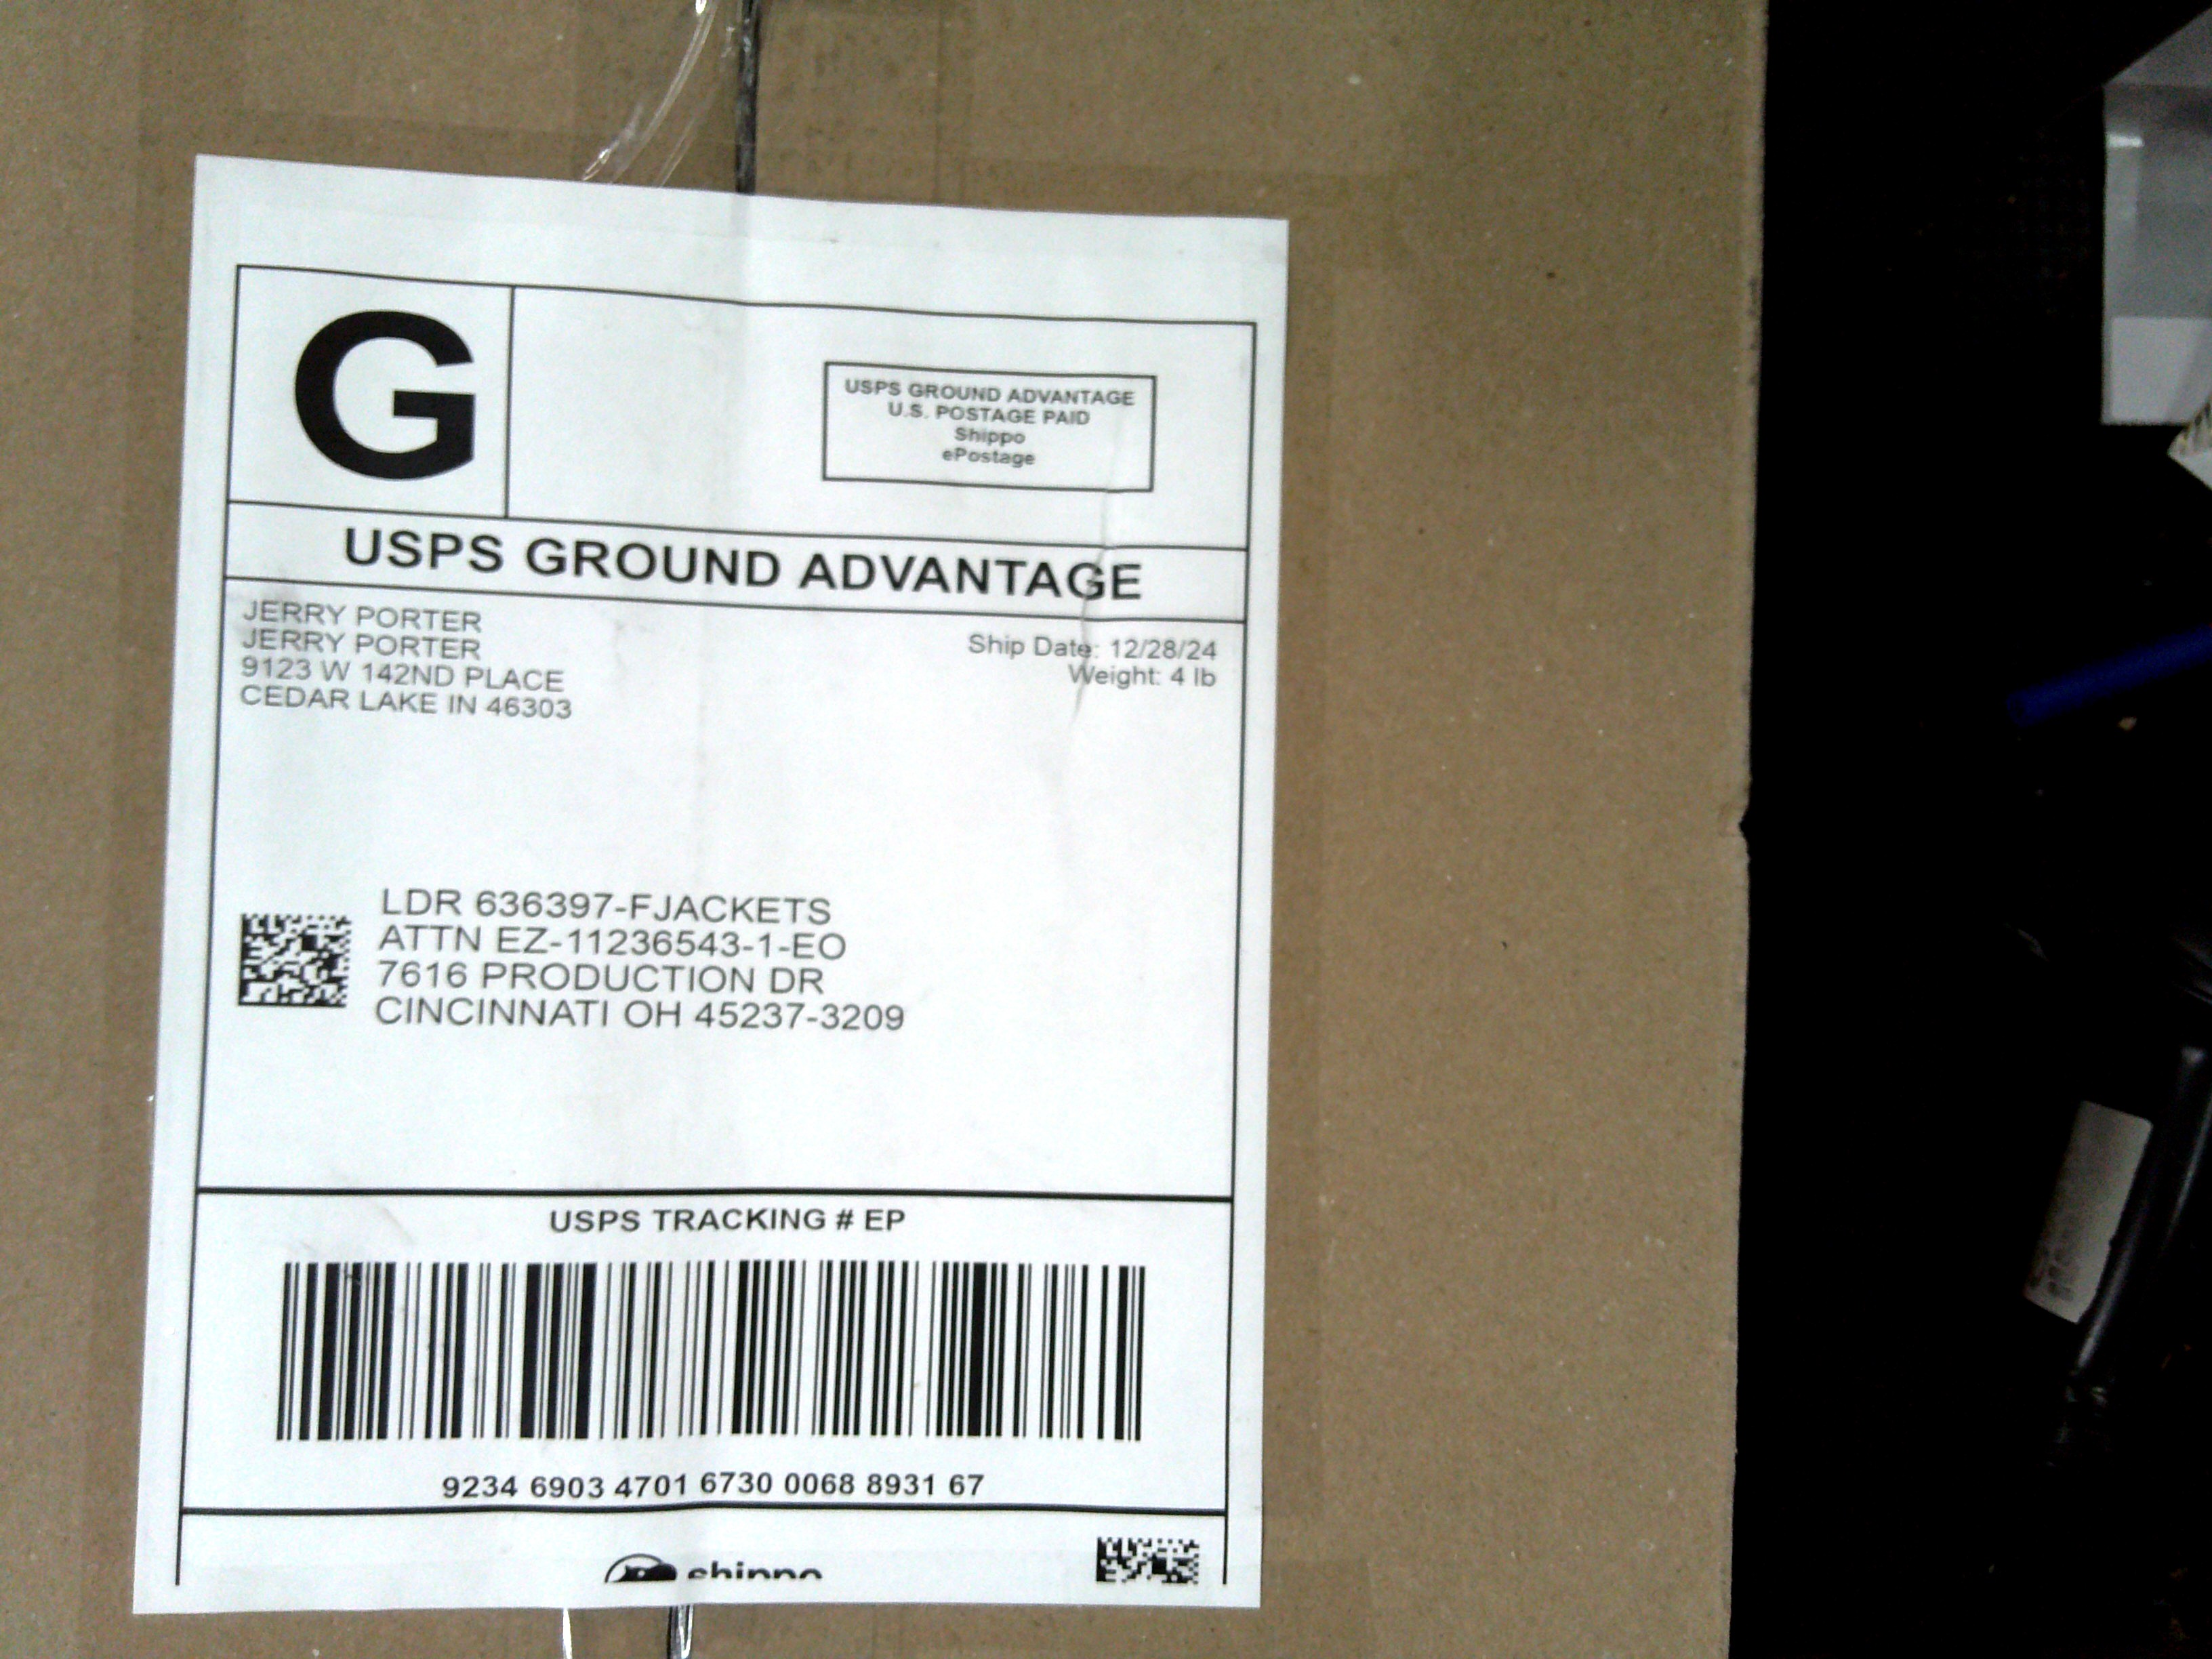 G
USPS GROUND ADVANTAGE
U.S. POSTAGE PAID
Shippo
ePostage
USPS GROUND ADVANTAGE
JERRY PORTER
JERRY PORTER
9123 W 142ND PLACE
CEDAR LAKE IN 46303
Ship Date: 12/28/24
Weight: 4 lb
LDR 636397-FJACKETS
ATTN EZ-11236543-1-EO
7616 PRODUCTION DR
CINCINNATI OH 45237-3209
USPS TRACKING # EP
9234 6903 4701 6730 0068 8931 67
shippo